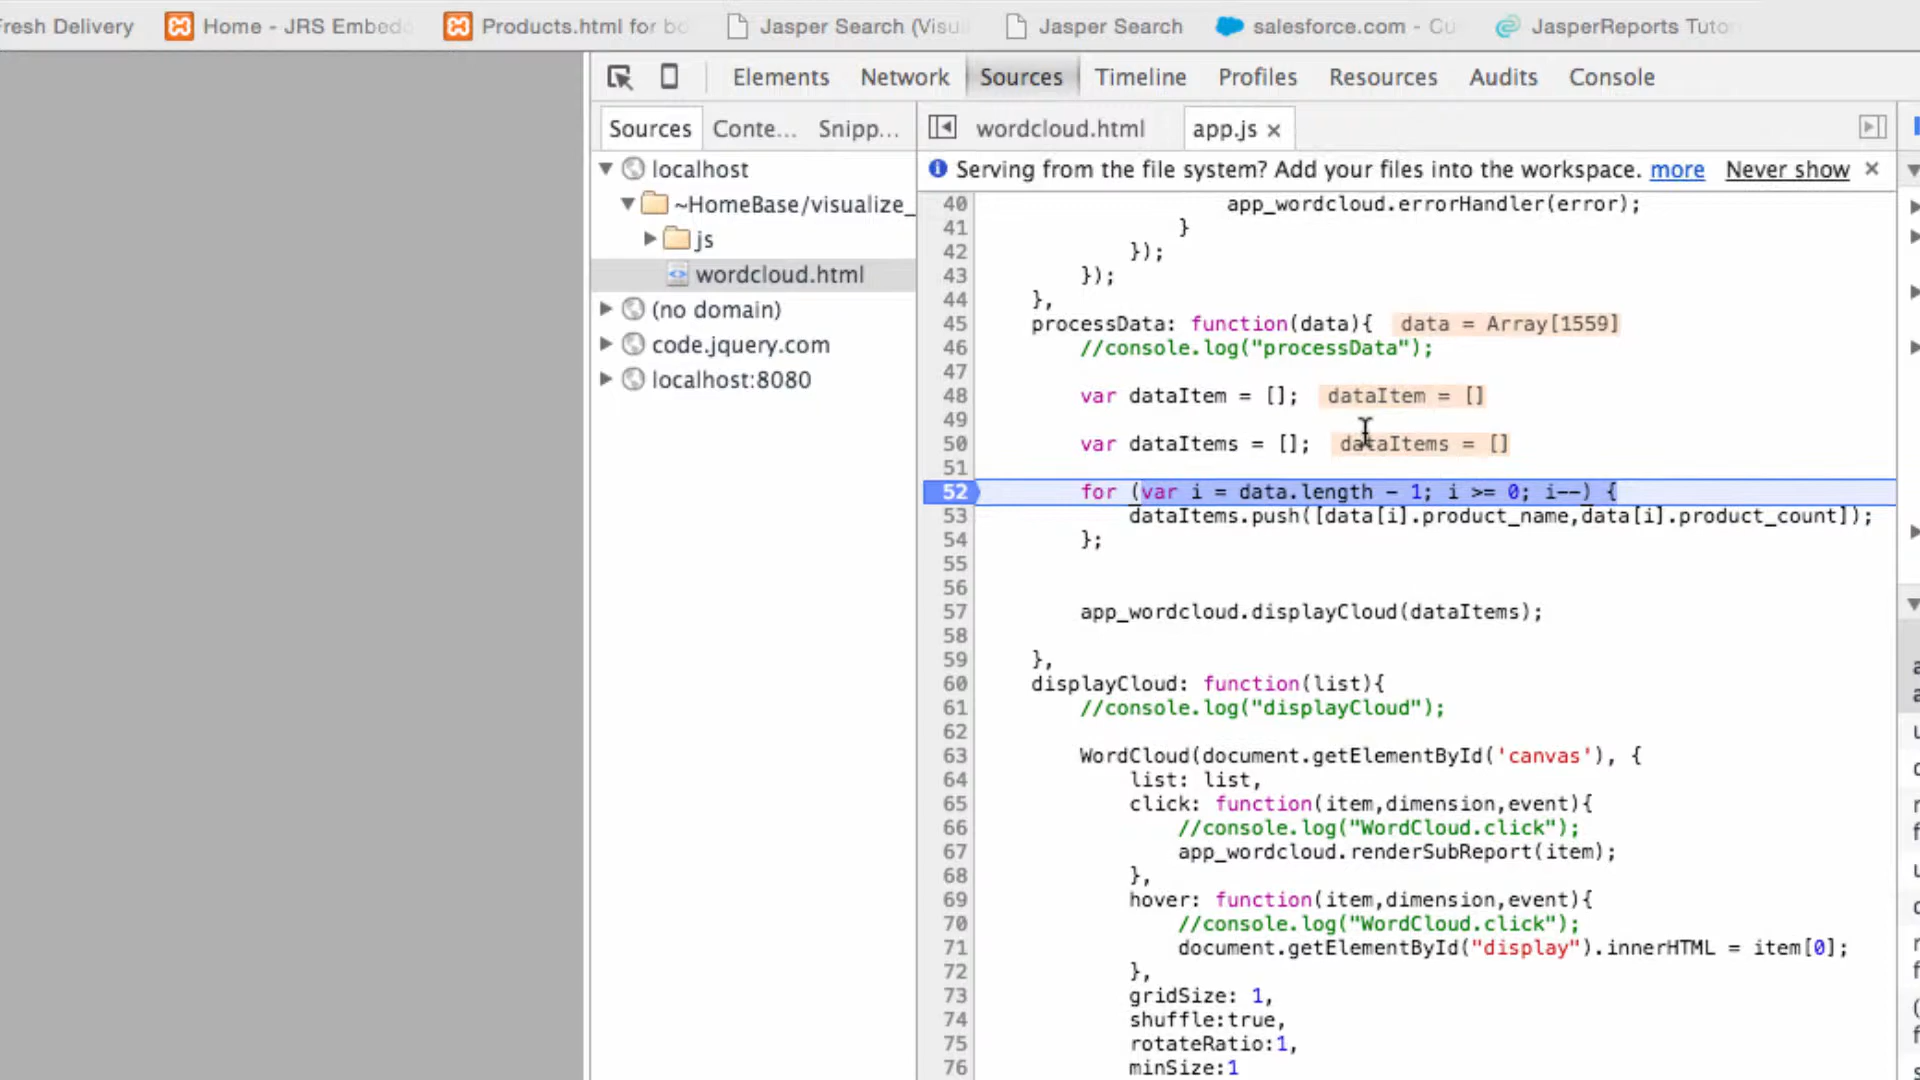 Fresh Delivery Home - JRS Embed Products.html for bo Jasper Search (Visu Jasper Search salesforce.com - Cu JasperReports Tuto
Elements Network Sources Timeline Profiles Resources Audits Console
Sources Conte... Snipp... wordcloud.html app.js ×
Serving from the file system? Add your files into the workspace. more Never show ×
localhost
~HomeBase/visualize_
js
wordcloud.html
(no domain)
code.jquery.com
localhost:8080
40 app_wordcloud.errorHandler(error);
41 }
42 });
43 });
44 },
45 processData: function(data){ data = Array[1559]
46 //console.log("processData");
47
48 var dataItem = []; dataItem = []
49
50 var dataItems = []; dataItems = []
51
52 for (var i = data.length - 1; i >= 0; i--) {
53 dataItems.push([data[i].product_name,data[i].product_count]);
54 };
55
56
57 app_wordcloud.displayCloud(dataItems);
58
59 },
60 displayCloud: function(list){
61 //console.log("displayCloud");
62
63 WordCloud(document.getElementById('canvas'), {
64 list: list,
65 click: function(item,dimension,event){
66 //console.log("WordCloud.click");
67 app_wordcloud.renderSubReport(item);
68 },
69 hover: function(item,dimension,event){
70 //console.log("WordCloud.click");
71 document.getElementById("display").innerHTML = item[0];
72 },
73 gridSize: 1,
74 shuffle:true,
75 rotateRatio:1,
76 minSize:1